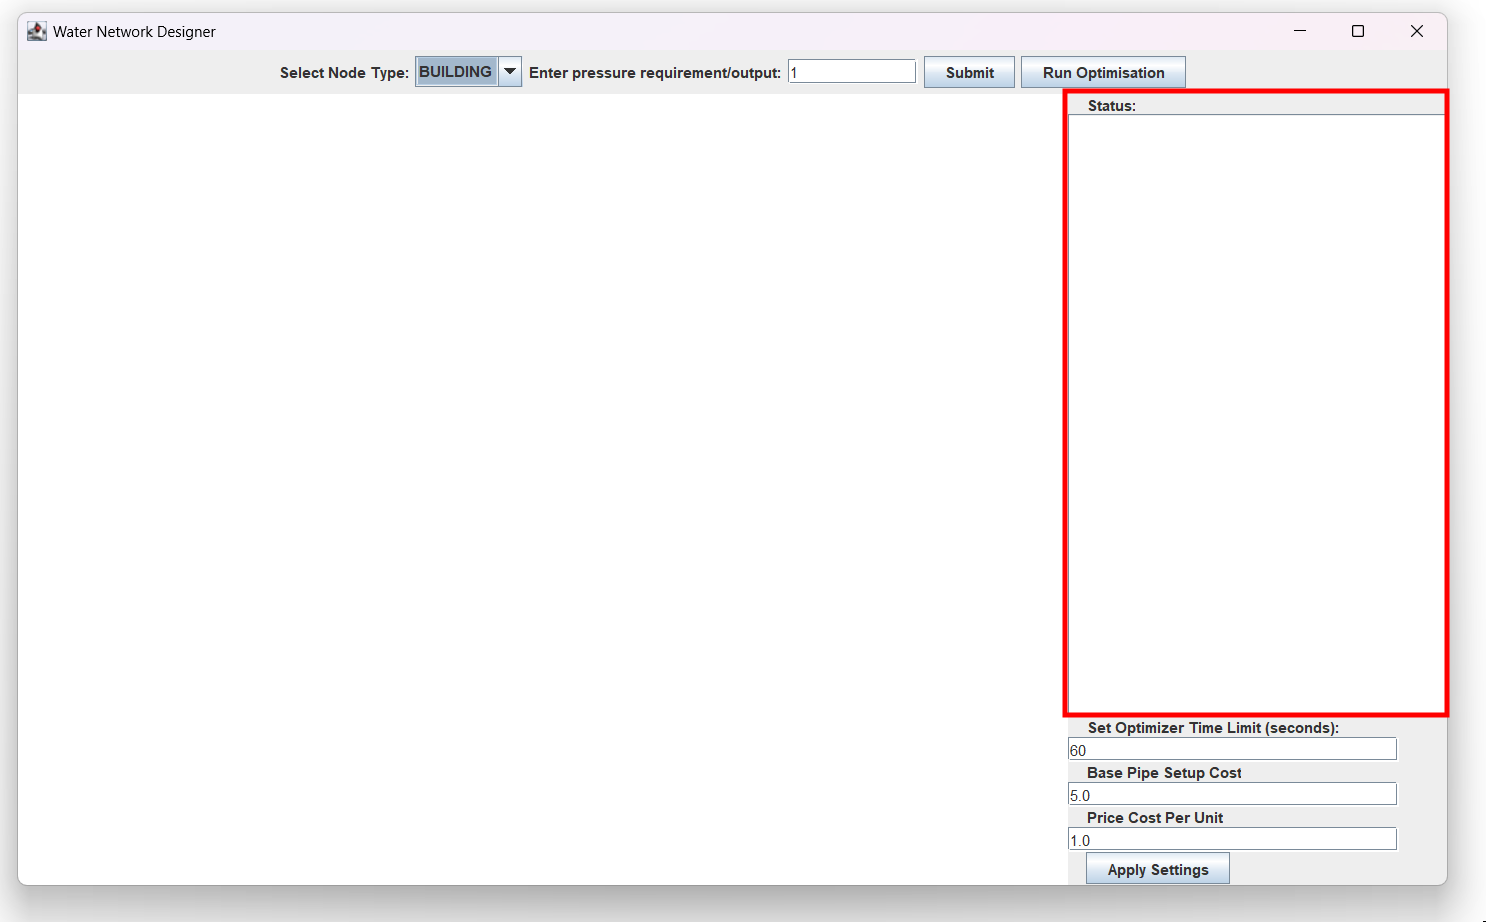 Water Network Designer
Select Node Type: BUILDING Enter pressure requirement/output: 1 Submit Run Optimisation
Status:
Set Optimizer Time Limit (seconds):
60
Base Pipe Setup Cost
5.0
Price Cost Per Unit
1.0
Apply Settings